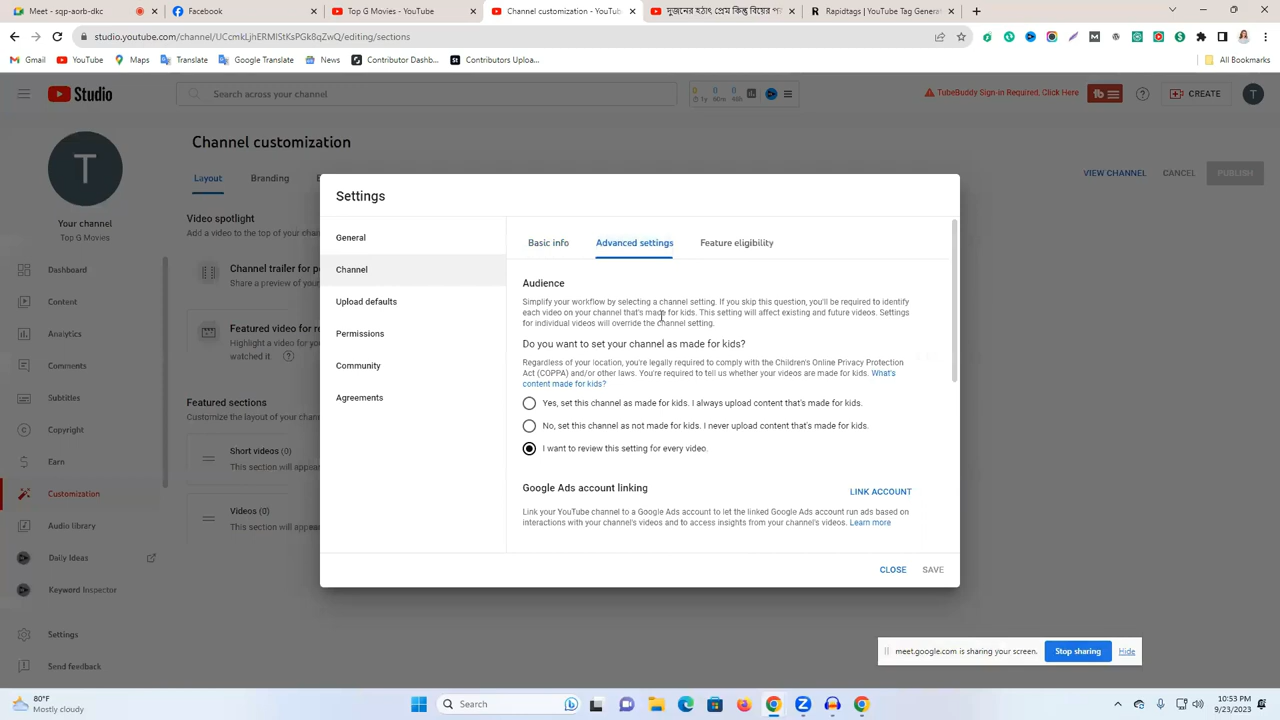 Meet - sqp-aorb-dkc
Facebook
Top G Movies - YouTube
Channel customization - YouTu
দুজনের হঠাৎ প্রেম কিন্তু বিয়ের
Rapidtags | YouTube Tag Generat
studio.youtube.com/channel/UCcmkLjhERMIStKsPGk8qZwQ/editing/sections
Gmail
YouTube
Maps
Translate
Google Translate
News
Contributor Dashb...
Contributors Uploa...
All Bookmarks
Studio
Search across your channel
0 0 0
1y 60m 48h
TubeBuddy Sign-in Required, Click Here
tb
CREATE
T
Channel customization
T
Layout
Branding
VIEW CHANNEL
CANCEL
PUBLISH
Your channel
Top G Movies
Video spotlight
Add a video to the top of your chan
Channel trailer for p
Featured video for r
Highlight a video for
watched it
Featured sections
Customize the layout of your chann
Short videos (0)
This section will appear
Videos (0)
This section will appear
Dashboard
Content
Analytics
Comments
Subtitles
Copyright
Earn
Customization
Audio library
Daily Ideas
Keyword Inspector
Settings
Send feedback
Settings
General
Channel
Upload defaults
Permissions
Community
Agreements
Basic info
Advanced settings
Feature eligibility
Audience
Simplify your workflow by selecting a channel setting. If you skip this question, you'll be required to identify
each video on your channel that's made for kids. This setting will affect existing and future videos. Settings
for individual videos will override the channel setting.
Do you want to set your channel as made for kids?
Regardless of your location, you're legally required to comply with the Children's Online Privacy Protection
Act (COPPA) and/or other laws. You're required to tell us whether your videos are made for kids. What's
content made for kids?
Yes, set this channel as made for kids. I always upload content that's made for kids.
No, set this channel as not made for kids. I never upload content that's made for kids.
I want to review this setting for every video.
Google Ads account linking
LINK ACCOUNT
Link your YouTube channel to a Google Ads account to let the linked Google Ads account run ads based on
interactions with your channel's videos and to access insights from your channel's videos. Learn more
CLOSE
SAVE
meet.google.com is sharing your screen.
Stop sharing
Hide
80°F
Mostly cloudy
Search
10:53 PM
9/23/2023